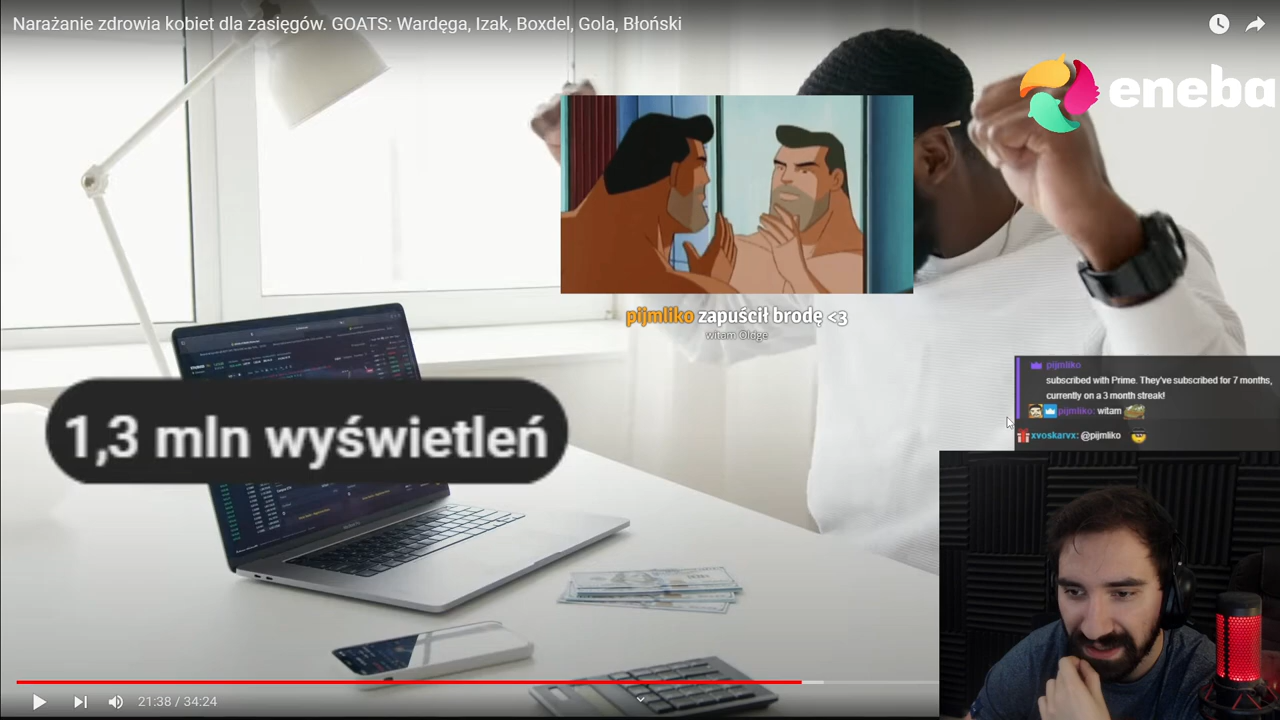 Narażanie zdrowia kobiet dla zasięgów. GOATS: Wardęga, Izak, Boxdel, Gola, Błoński
eneba
pijmliko zapuścił brodę <3
witam Oldge
pijmliko
subscribed with Prime. They've subscribed for 7 months,
currently on a 3 month streak!
pijmliko: witam
xvoskarvx: @pijmliko
1,3 mln wyświetleń
21:38 / 34:24